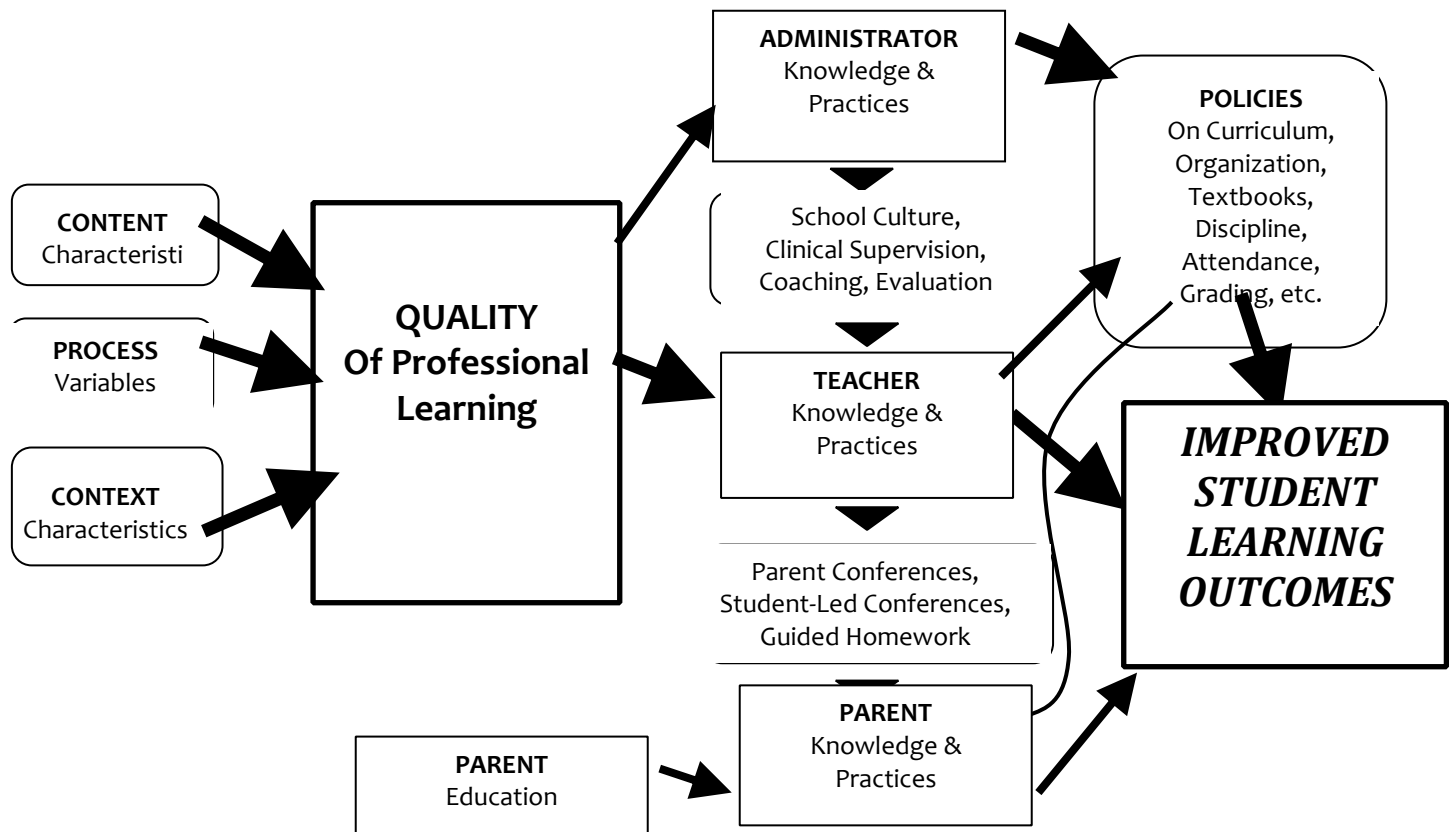 ADMINISTRATOR
Knowledge &
Practices
POLICIES
On Curriculum,
Organization,
Textbooks,
Discipline,
Attendance,
Grading, etc.
CONTENT
Characteristi
School Culture,
Clinical Supervision,
Coaching, Evaluation
QUALITY
Of Professional
Learning
PROCESS
Variables
TEACHER
Knowledge &
Practices
IMPROVED
STUDENT
LEARNING
OUTCOMES
CONTEXT
Characteristics
Parent Conferences,
Student-Led Conferences,
Guided Homework
PARENT
Knowledge &
Practices
PARENT
Education